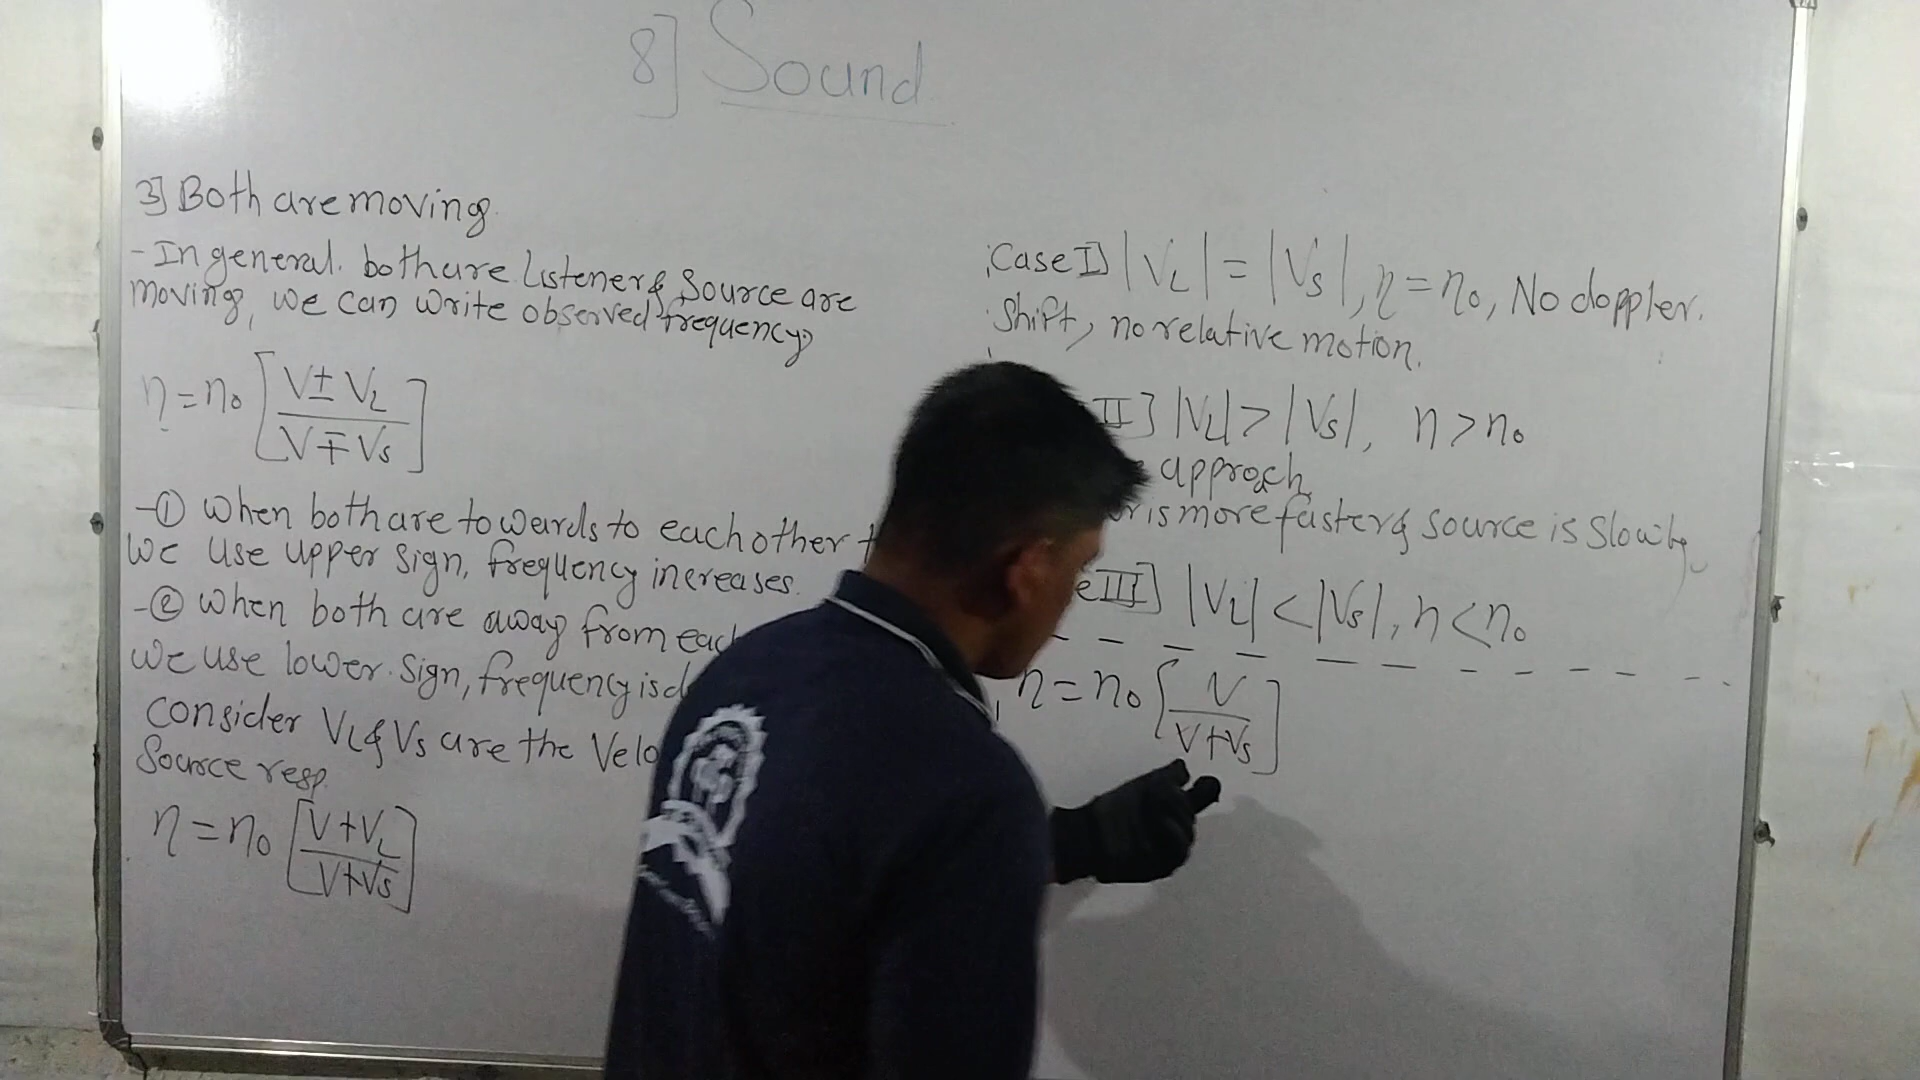 8] Sound
3] Both are moving.
- In general. both are Listener & Source are
moving, we can write observed frequency,
n = n₀ [V ± V_L / V ∓ V_s]
- ① when both are towards to each other
we use upper sign, frequency increases.
- ② when both are away from
we use lower sign, frequency is
consider V_L & V_s are the
Source resp.
n = n₀ [V + V_L / V + V_s]
Case I] |V_L| = |V_s|, n = n₀, No doppler.
Shift, no relative motion.
II] |V_L| > |V_s|, n > n₀
approach,
is more faster & source is slowly
III] |V_L| < |V_s|, n < n₀
n = n₀ [V / V + V_s]